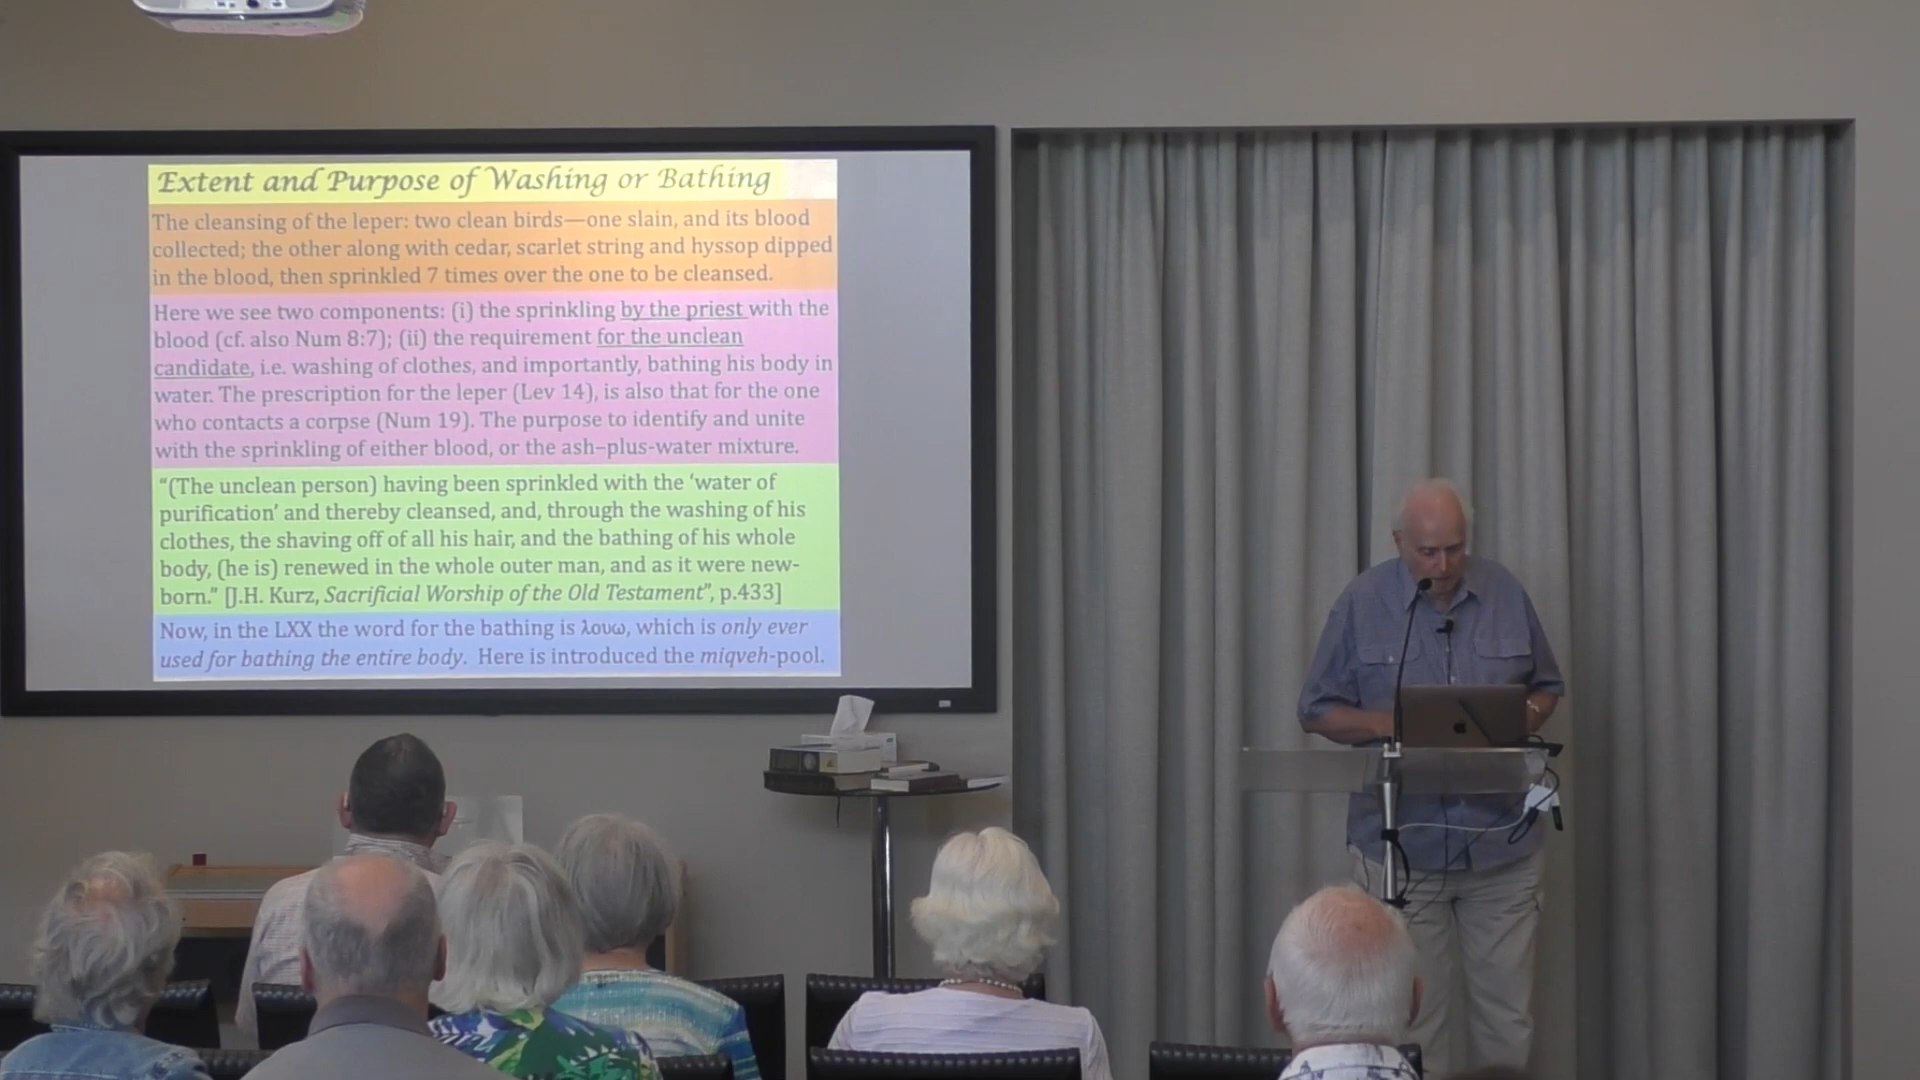 Extent and Purpose of Washing or Bathing
The cleansing of the leper: two clean birds—one slain, and its blood
collected; the other along with cedar, scarlet string and hyssop dipped
in the blood, then sprinkled 7 times over the one to be cleansed.
Here we see two components: (i) the sprinkling by the priest with the
blood (cf. also Num 8:7); (ii) the requirement for the unclean
candidate, i.e. washing of clothes, and importantly, bathing his body in
water. The prescription for the leper (Lev 14), is also that for the one
who contacts a corpse (Num 19). The purpose to identify and unite
with the sprinkling of either blood, or the ash–plus-water mixture.
“(The unclean person) having been sprinkled with the ‘water of
purification’ and thereby cleansed, and, through the washing of his
clothes, the shaving off of all his hair, and the bathing of his whole
body, (he is) renewed in the whole outer man, and as it were new-
born.” [J.H. Kurz, Sacrificial Worship of the Old Testament”, p.433]
Now, in the LXX the word for the bathing is λουω, which is only ever
used for bathing the entire body. Here is introduced the miqveh-pool.